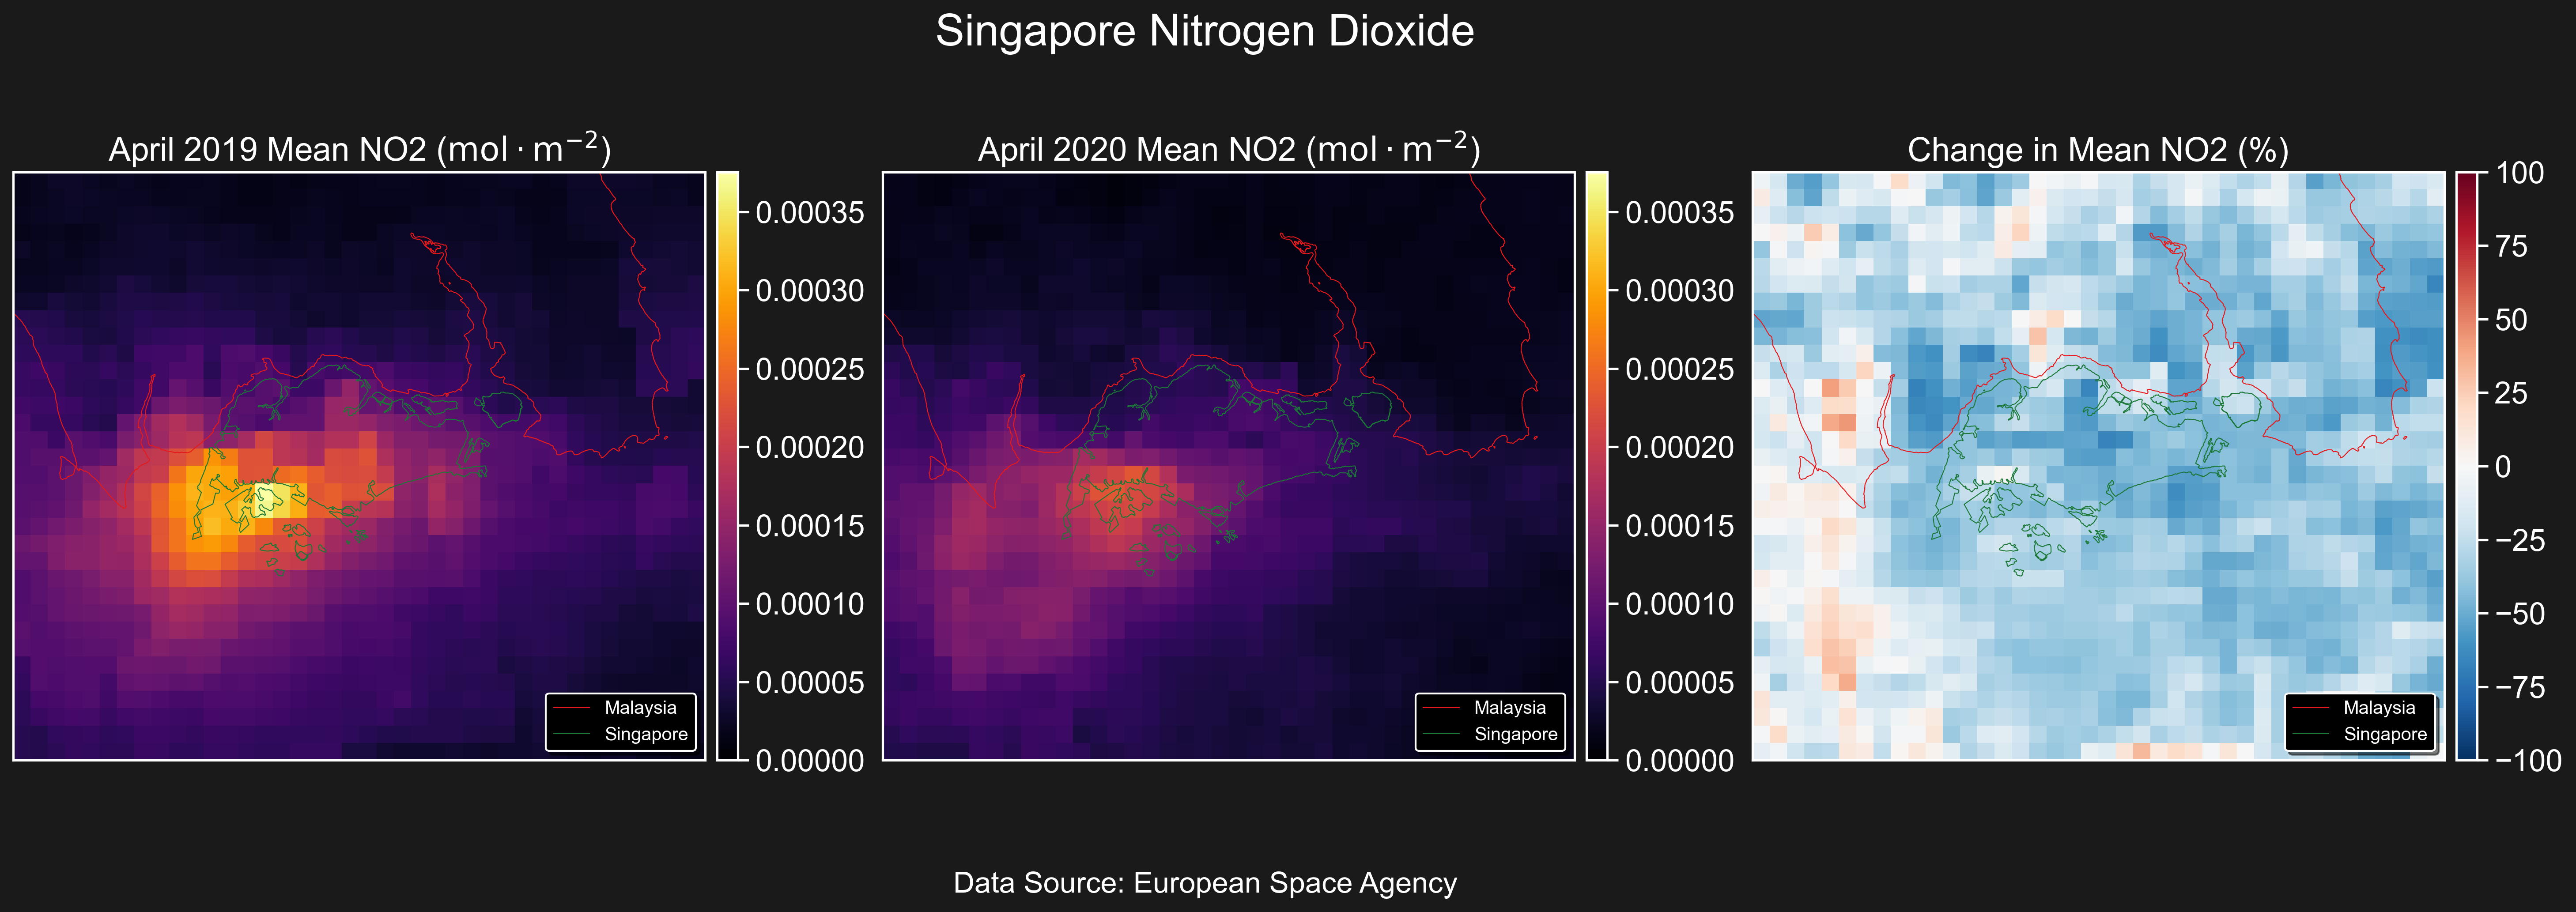 Singapore Nitrogen Dioxide
April 2019 Mean NO2 (mol · m⁻²)
0.00035
0.00030
0.00025
0.00020
0.00015
0.00010
0.00005
0.00000
Malaysia
Singapore
April 2020 Mean NO2 (mol · m⁻²)
0.00035
0.00030
0.00025
0.00020
0.00015
0.00010
0.00005
0.00000
Malaysia
Singapore
Change in Mean NO2 (%)
100
75
50
25
0
−25
−50
−75
−100
Malaysia
Singapore
Data Source: European Space Agency